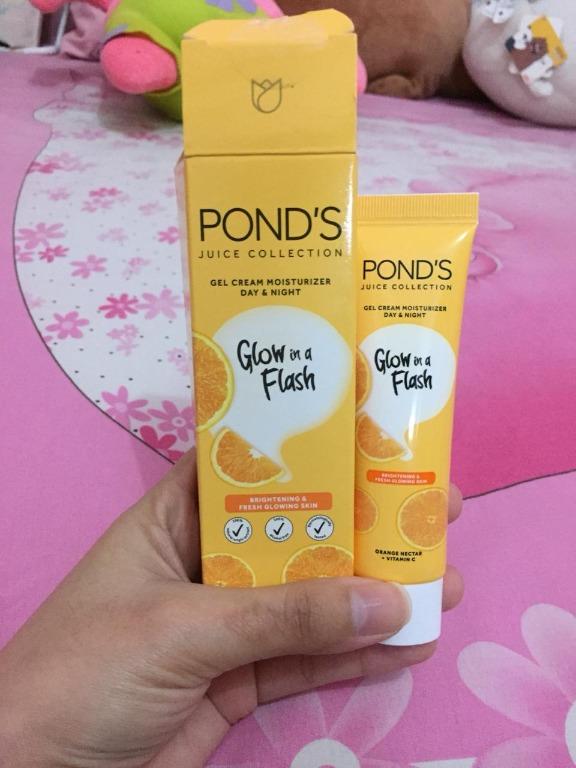 POND'S
JUICE COLLECTION
GEL CREAM MOISTURIZER
DAY & NIGHT
Glow in a
Flash
BRIGHTENING &
FRESH GLOWING SKIN
POND'S
JUICE COLLECTION
GEL CREAM MOISTURIZER
DAY & NIGHT
Glow in a
Flash
BRIGHTENING &
FRESH GLOWING SKIN
ORANGE NECTAR
+ VITAMIN C